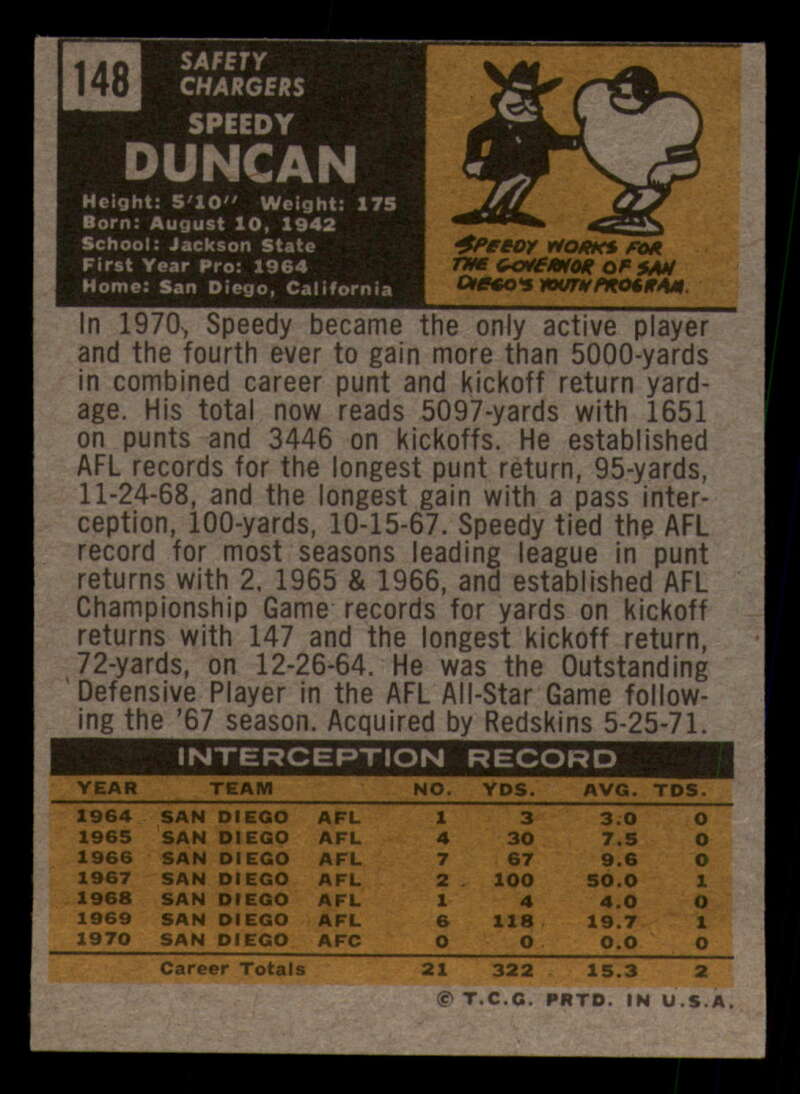 148
SAFETY
CHARGERS
SPEEDY
DUNCAN
Height: 5'10" Weight: 175
Born: August 10, 1942
School: Jackson State
First Year Pro: 1964
Home: San Diego, California
SPEEDY WORKS FOR
THE GOVERNOR OF SAN
DIEGO'S YOUTH PROGRAM.
In 1970, Speedy became the only active player
and the fourth ever to gain more than 5000-yards
in combined career punt and kickoff return yard-
age. His total now reads 5097-yards with 1651
on punts and 3446 on kickoffs. He established
AFL records for the longest punt return, 95-yards,
11-24-68, and the longest gain with a pass inter-
ception, 100-yards, 10-15-67. Speedy tied the AFL
record for most seasons leading league in punt
returns with 2, 1965 & 1966, and established AFL
Championship Game records for yards on kickoff
returns with 147 and the longest kickoff return,
72-yards, on 12-26-64. He was the Outstanding
Defensive Player in the AFL All-Star Game follow-
ing the '67 season. Acquired by Redskins 5-25-71.
INTERCEPTION RECORD
YEAR TEAM NO. YDS. AVG. TDS.
1964 SAN DIEGO AFL 1 3 3.0 0
1965 SAN DIEGO AFL 4 30 7.5 0
1966 SAN DIEGO AFL 7 67 9.6 0
1967 SAN DIEGO AFL 2 100 50.0 1
1968 SAN DIEGO AFL 1 4 4.0 0
1969 SAN DIEGO AFL 6 118 19.7 1
1970 SAN DIEGO AFC 0 0 0.0 0
Career Totals 21 322 15.3 2
© T.C.G. PRTD. IN U.S.A.